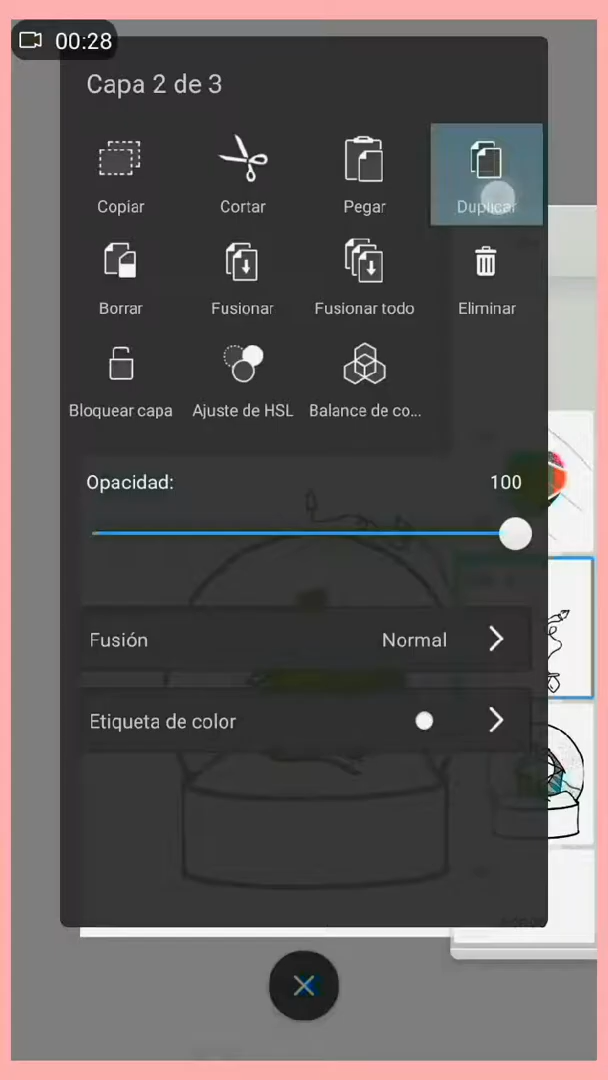 00:28
Capa 2 de 3
Copiar
Cortar
Pegar
Duplicar
Borrar
Fusionar
Fusionar todo
Eliminar
Bloquear capa
Ajuste de HSL
Balance de co...
Opacidad:
100
Fusión
Normal
Etiqueta de color